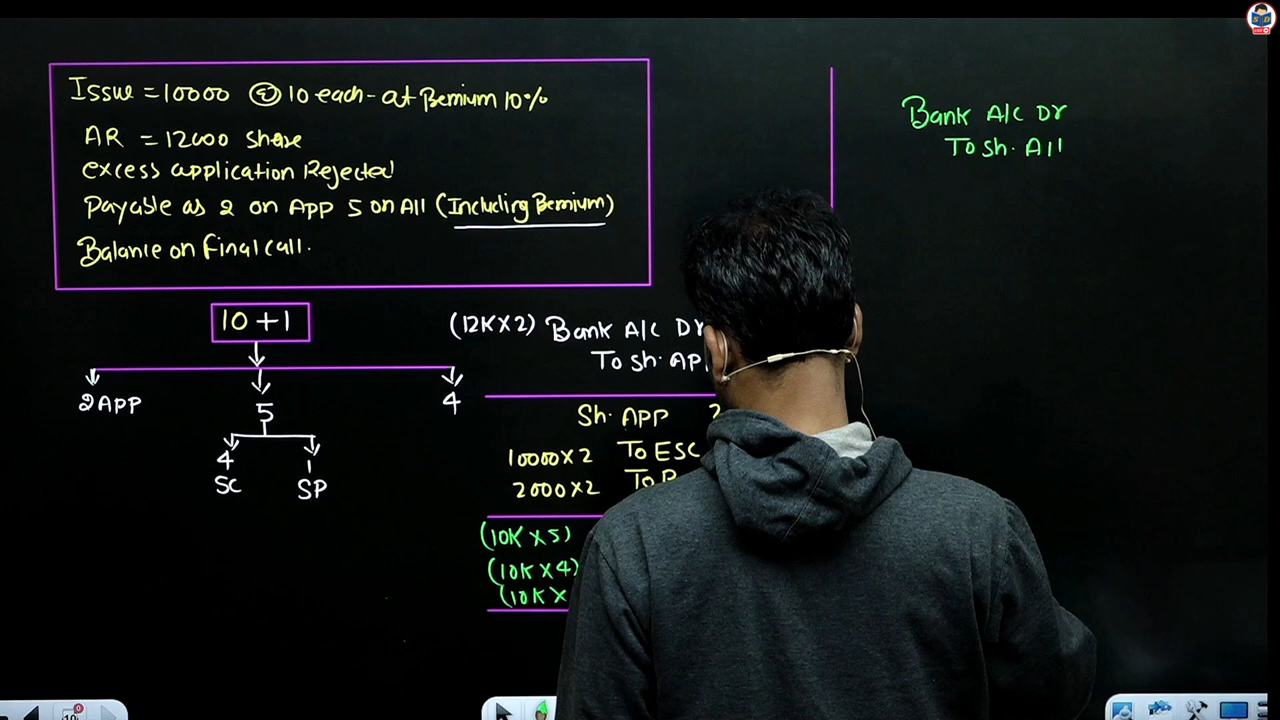 Issue = 10000 @ 10 each - at Premium 10%
AR = 12000 share
excess application Rejected
Payable as 2 on App 5 on All (Including Premium)
Balance on Final call.
10 + 1
2 APP
5
4
4
1
SC
SP
(12K X 2) Bank A/C Dr
To Sh. AP
Sh. APP 2
10000 X 2 To ESC
2000 X 2 To B
(10K X 5)
(10K X 4)
(10K X
Bank A/C Dr
To Sh. All